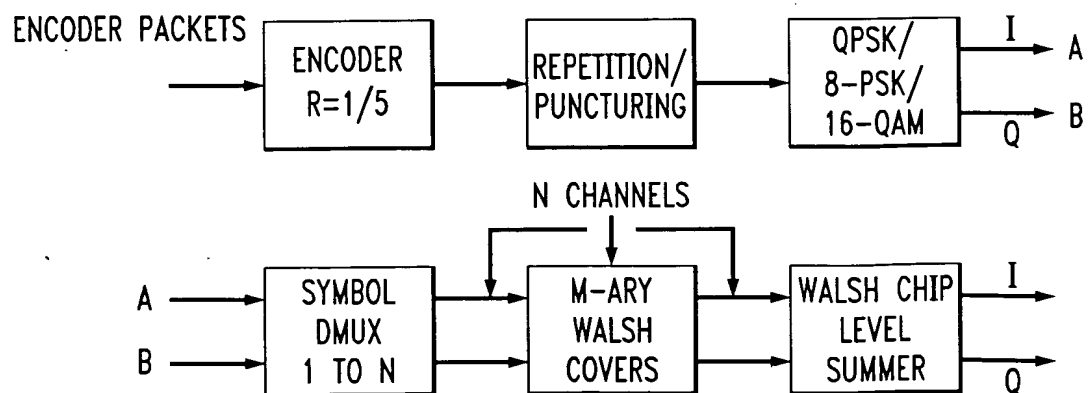 ENCODER PACKETS
ENCODER
R=1/5
REPETITION/
PUNCTURING
QPSK/
8-PSK/
16-QAM
I
A
Q
B
N CHANNELS
A
B
SYMBOL
DMUX
1 TO N
M-ARY
WALSH
COVERS
WALSH CHIP
LEVEL
SUMMER
I
Q